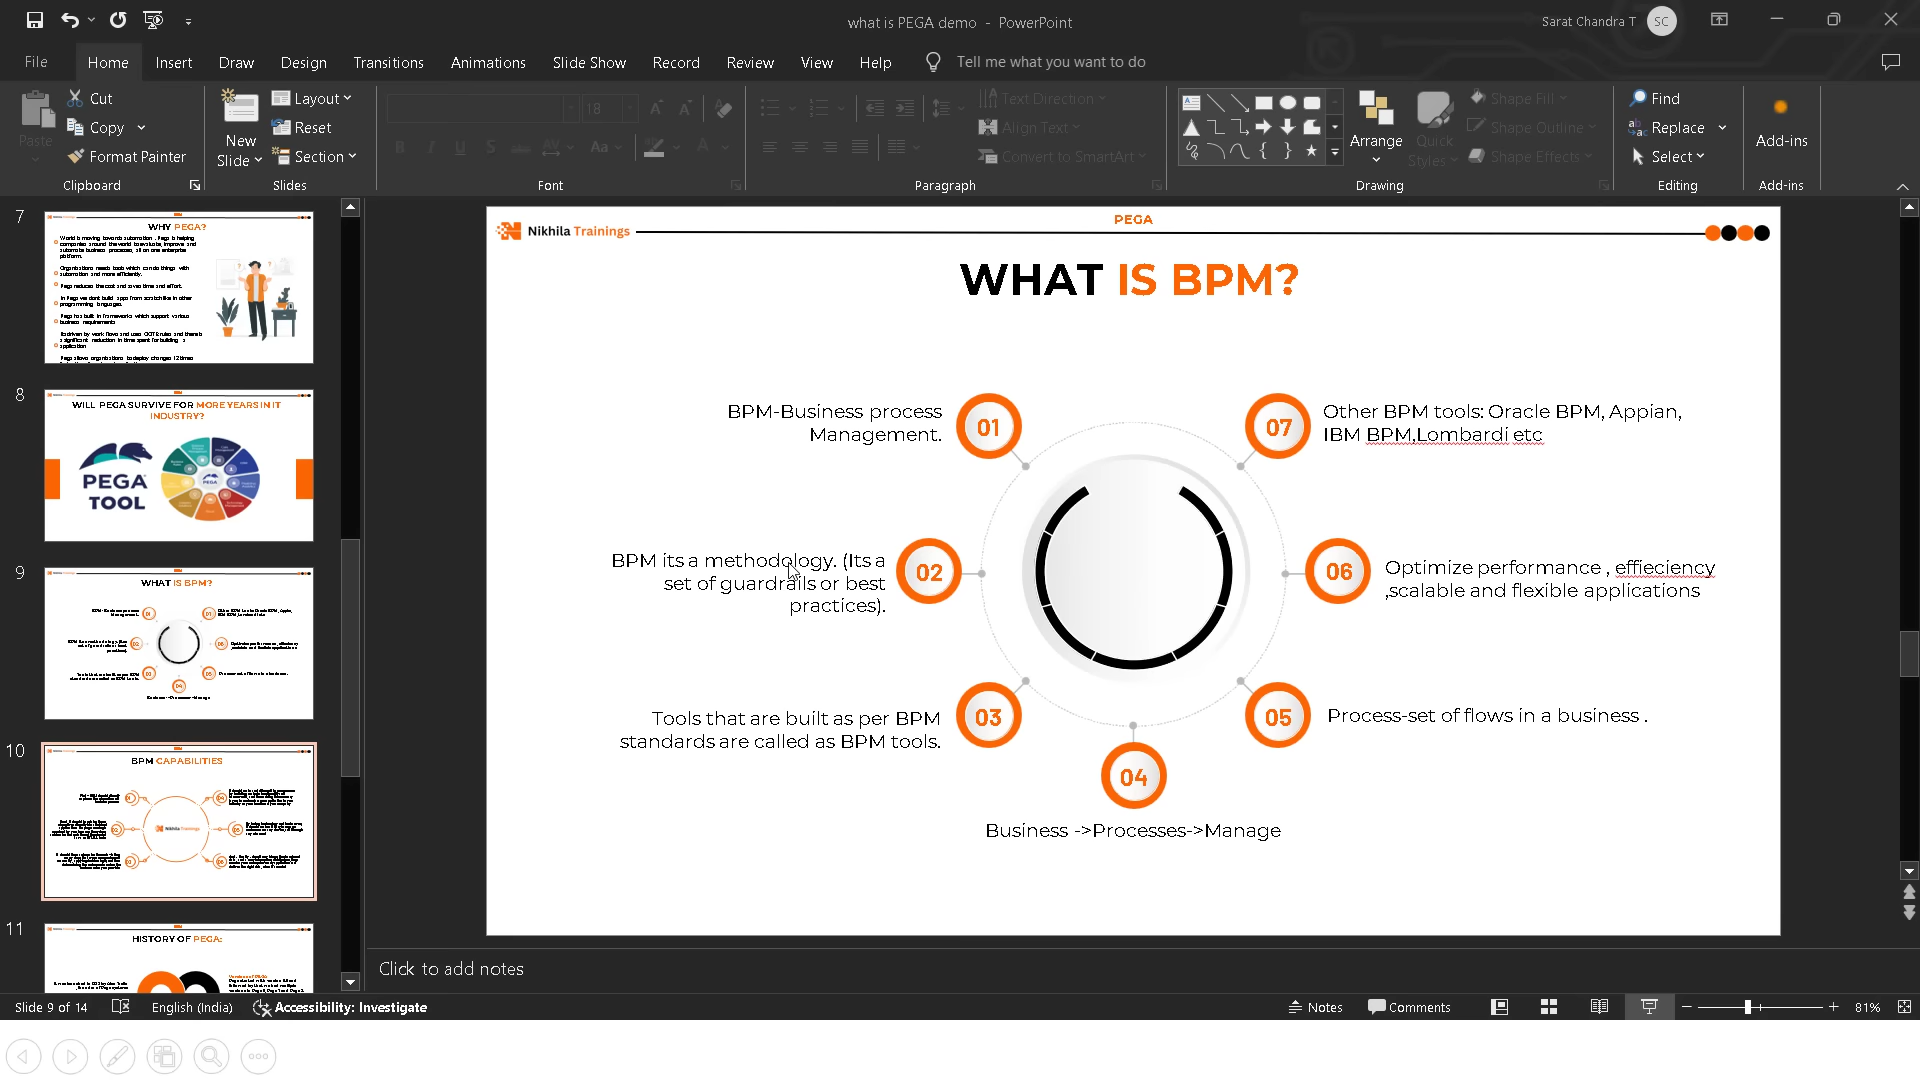 what is PEGA demo - PowerPoint
Sarat Chandra T
SC
File Home Insert Draw Design Transitions Animations Slide Show Record Review View Help Tell me what you want to do
Paste
Cut
Copy
Format Painter
Clipboard
New
Slide
Layout
Reset
Section
Slides
18
Font
Text Direction
Align Text
Convert to SmartArt
Paragraph
Arrange
Quick
Styles
Shape Fill
Shape Outline
Shape Effects
Drawing
Find
Replace
Select
Editing
Add-ins
Add-ins
7
WHY PEGA?
8
WILL PEGA SURVIVE FOR MORE YEARS IN IT
INDUSTRY?
PEGA
TOOL
9
WHAT IS BPM?
10
BPM CAPABILITIES
Nikhila Trainings
11
HISTORY OF PEGA:
PEGA
Nikhila Trainings
WHAT IS BPM?
BPM-Business process
Management.
01
BPM its a methodology. (Its a
set of guardrails or best
practices).
02
Tools that are built as per BPM
standards are called as BPM tools.
03
04
Business ->Processes->Manage
05
Process-set of flows in a business .
06
Optimize performance , effieciency
,scalable and flexible applications
07
Other BPM tools: Oracle BPM, Appian,
IBM BPM,Lombardi etc
Click to add notes
Slide 9 of 14
English (India)
Accessibility: Investigate
Notes
Comments
81%